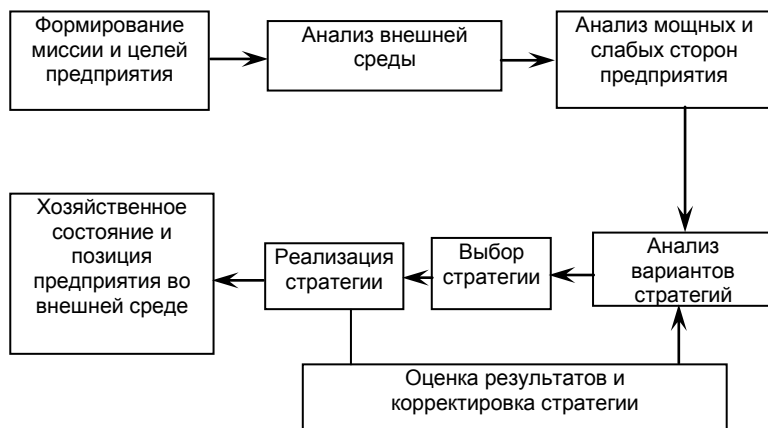 Формирование
миссии и целей
предприятия
Анализ внешней
среды
Анализ мощных и
слабых сторон
предприятия
Хозяйственное
состояние и
позиция
предприятия во
внешней среде
Реализация
стратегии
Выбор
стратегии
Анализ
вариантов
стратегий
Оценка результатов и
корректировка стратегии